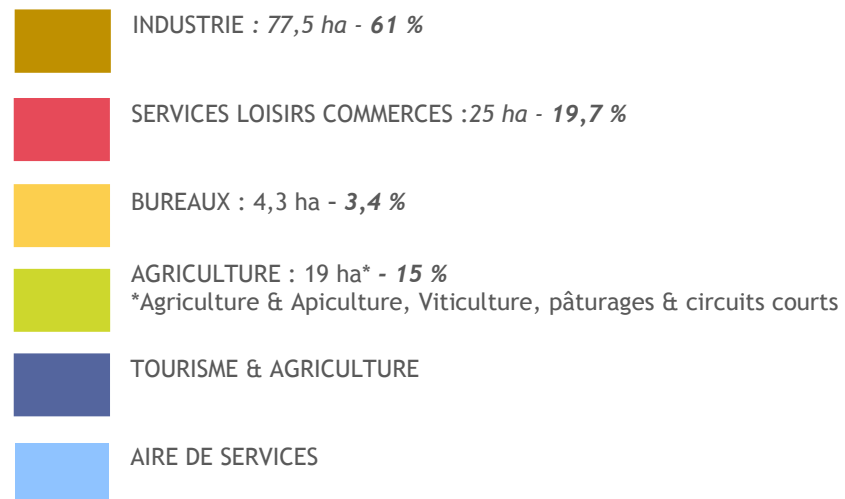 INDUSTRIE : 77,5 ha - 61 %
SERVICES LOISIRS COMMERCES :25 ha - 19,7 %
BUREAUX : 4,3 ha – 3,4 %
AGRICULTURE : 19 ha* - 15 %
*Agriculture & Apiculture, Viticulture, pâturages & circuits courts
TOURISME & AGRICULTURE
AIRE DE SERVICES